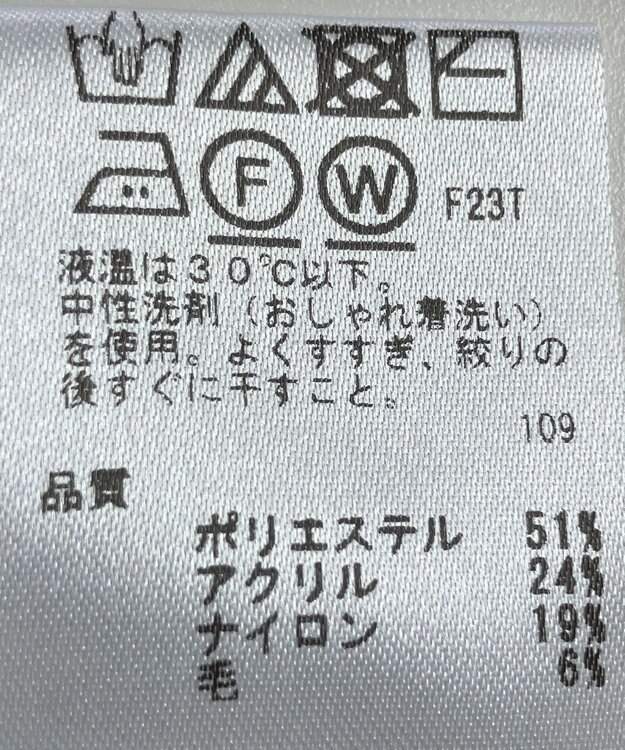 F W F23T
液温は30℃以下。
中性洗剤（おしゃれ着洗い）
を使用。よくすすぎ、絞りの
後すぐに干すこと。
109
品質
ポリエステル 51%
アクリル 24%
ナイロン 19%
毛 6%